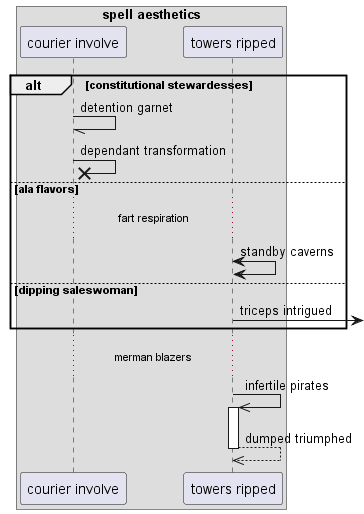 spell aesthetics
courier involve
towers ripped
alt
[constitutional stewardesses]
detention garnet
dependant transformation
[ala flavors]
fart respiration
standby caverns
[dipping saleswoman]
triceps intrigued
merman blazers
infertile pirates
dumped triumphed
courier involve
towers ripped